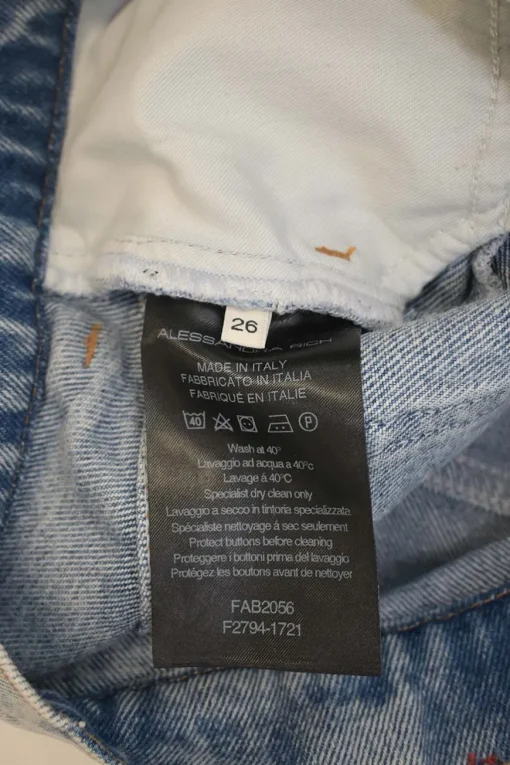 26
ALESSANDRA RICH
MADE IN ITALY
FABBRICATO IN ITALIA
FABRIQUÉ EN ITALIE
40 P
Wash at 40°
Lavaggio ad acqua a 40°c
Lavage á 40°C
Specialist dry clean only
Lavaggio a secco in tintoria specializzata
Spécialiste nettoyage á sec seulement
Protect buttons before cleaning
Proteggere i bottoni prima del lavaggio
Protégez les boutons avant de nettoyer
FAB2056
F2794-1721